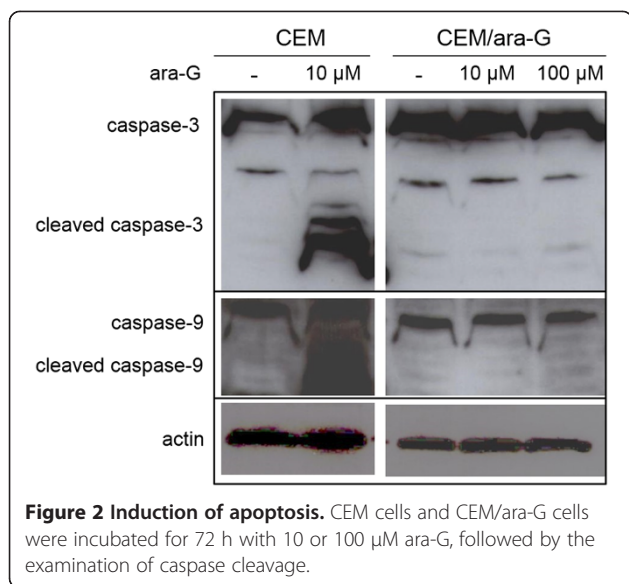 CEM CEM/ara-G
ara-G - 10 µM - 10 µM 100 µM
caspase-3
cleaved caspase-3
caspase-9
cleaved caspase-9
actin
Figure 2 Induction of apoptosis. CEM cells and CEM/ara-G cells
were incubated for 72 h with 10 or 100 µM ara-G, followed by the
examination of caspase cleavage.